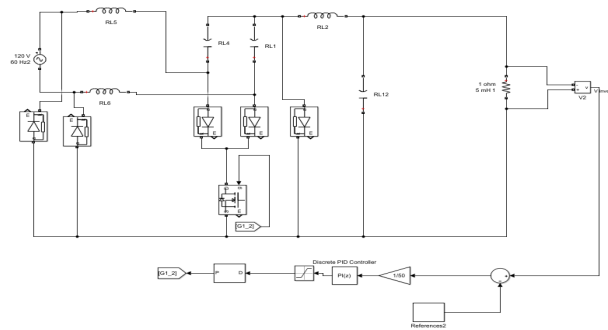 RL5
RL4
RL1
RL2
120 V
60 Hz2
RL6
RL12
1 ohm
5 mH 1
V2
[G1_2]
Discrete PID Controller
[G1_2]
P
D
PI(z)
1/50
References2